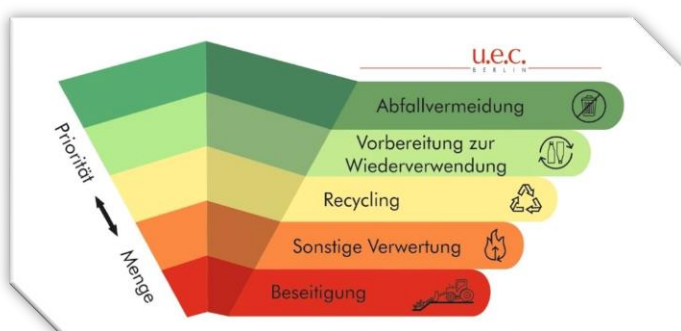 u.e.c.
BERLIN
Abfallvermeidung
Vorbereitung zur
Wiederverwendung
Recycling
Sonstige Verwertung
Beseitigung
Priorität
Menge